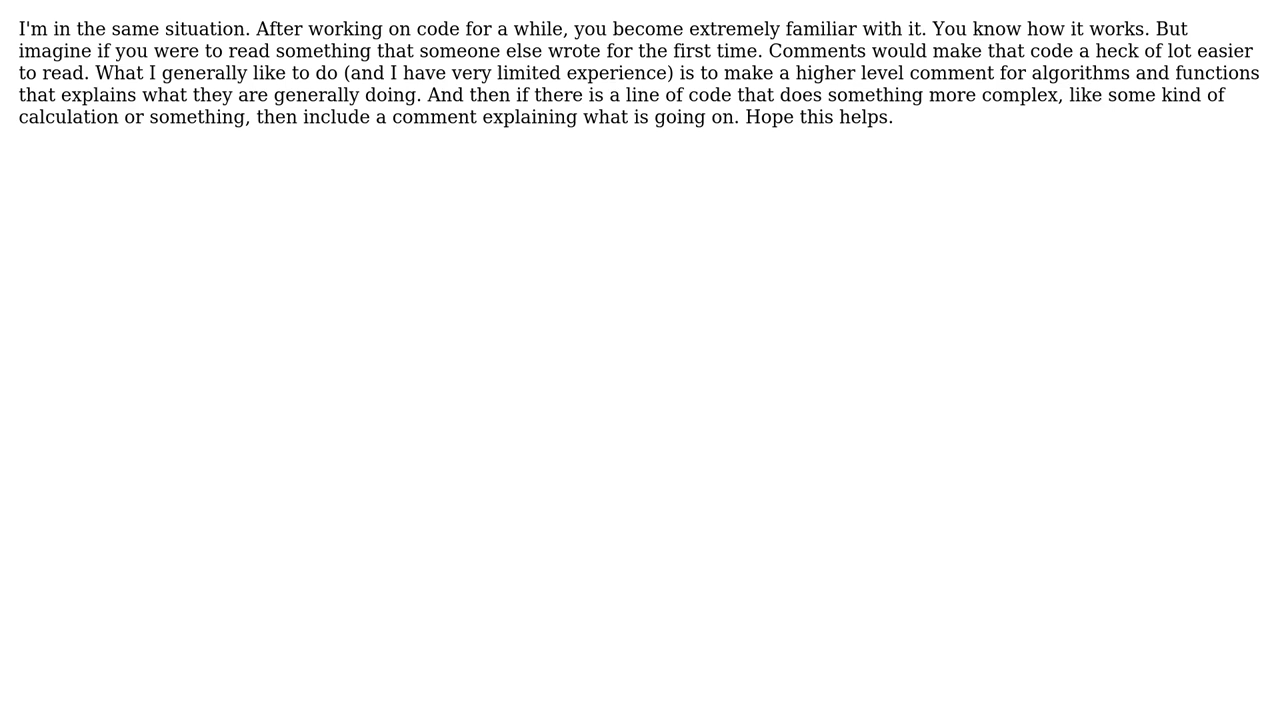 I'm in the same situation. After working on code for a while, you become extremely familiar with it. You know how it works. But
imagine if you were to read something that someone else wrote for the first time. Comments would make that code a heck of lot easier
to read. What I generally like to do (and I have very limited experience) is to make a higher level comment for algorithms and functions
that explains what they are generally doing. And then if there is a line of code that does something more complex, like some kind of
calculation or something, then include a comment explaining what is going on. Hope this helps.